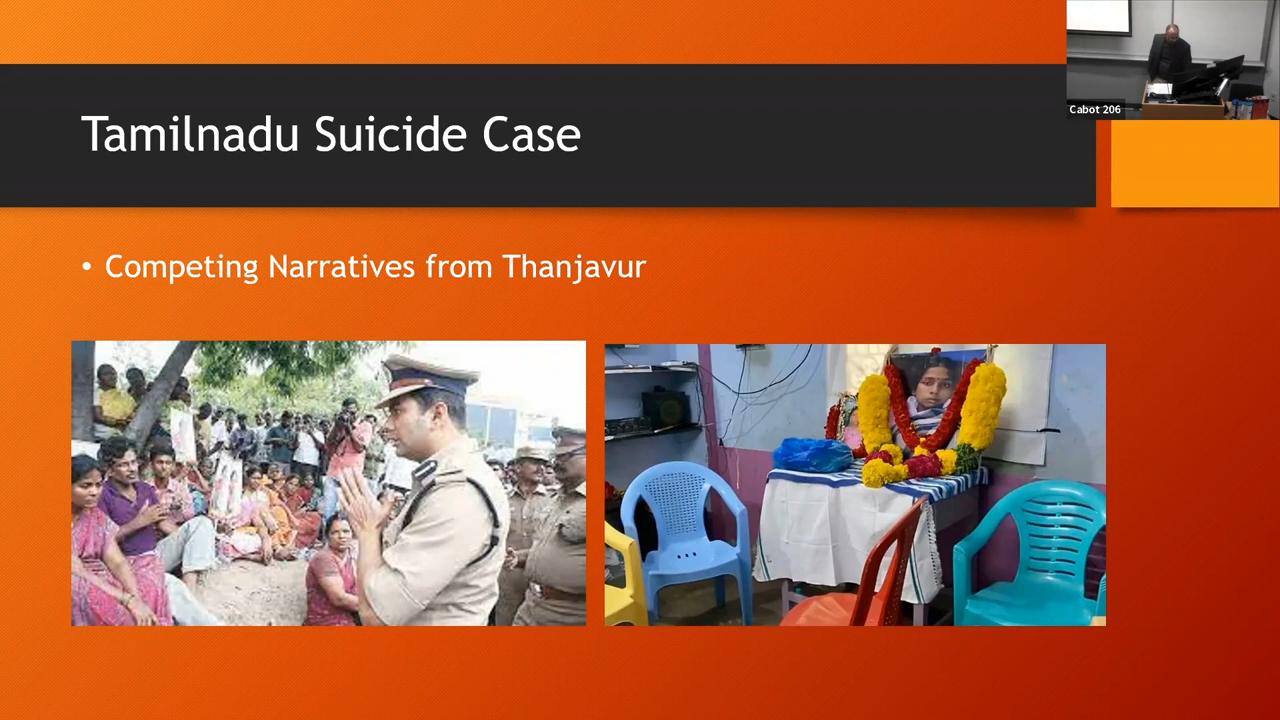 Tamilnadu Suicide Case
• Competing Narratives from Thanjavur
Cabot 206